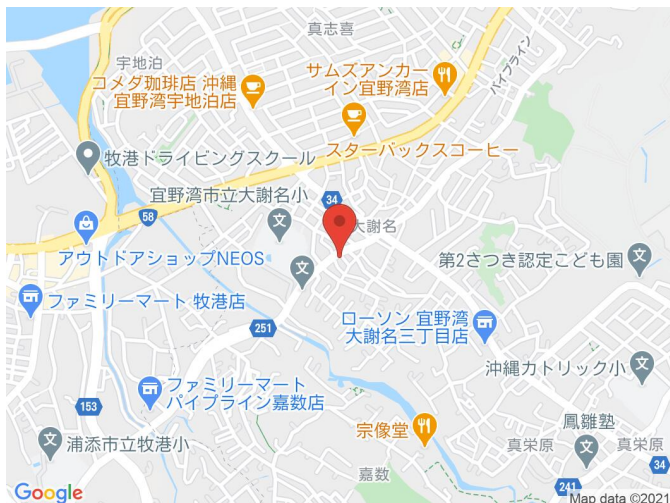 真志喜
宇地泊
コメダ珈琲店 沖縄
宜野湾宇地泊店
サムズアンカー
イン宜野湾店
パイプライン
スターバックスコーヒー
牧港ドライビングスクール
宜野湾市立大謝名小
34
58
大謝名
アウトドアショップNEOS
第2さつき認定こども園
ファミリーマート 牧港店
ローソン 宜野湾
大謝名三丁目店
251
沖縄カトリック小
ファミリーマート
パイプライン嘉数店
153
宗像堂
鳳雛塾
浦添市立牧港小
真栄原
真栄原
34
嘉数
241
Google
Map data ©2021